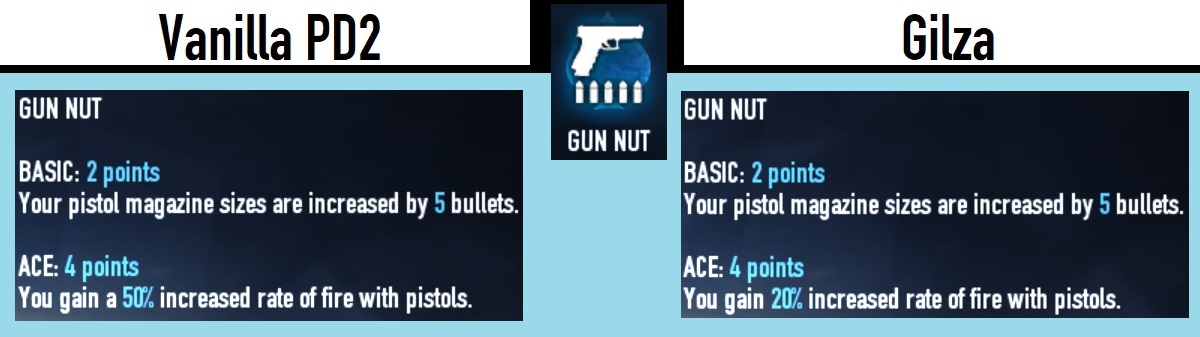 Vanilla PD2
GUN NUT
BASIC: 2 points
Your pistol magazine sizes are increased by 5 bullets.
ACE: 4 points
You gain a 50% increased rate of fire with pistols.
GUN NUT
Gilza
GUN NUT
BASIC: 2 points
Your pistol magazine sizes are increased by 5 bullets.
ACE: 4 points
You gain 20% increased rate of fire with pistols.